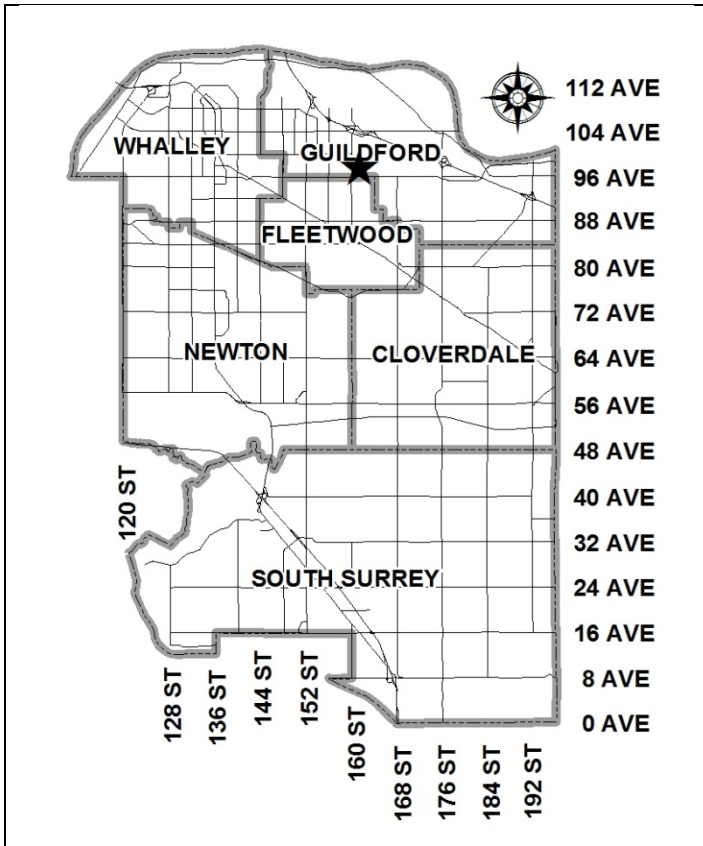 112 AVE
104 AVE
WHALLEY
GUILDFORD
96 AVE
88 AVE
FLEETWOOD
80 AVE
72 AVE
NEWTON
CLOVERDALE
64 AVE
56 AVE
48 AVE
120 ST
40 AVE
32 AVE
SOUTH SURREY
24 AVE
16 AVE
8 AVE
0 AVE
128 ST
136 ST
144 ST
152 ST
160 ST
168 ST
176 ST
184 ST
192 ST